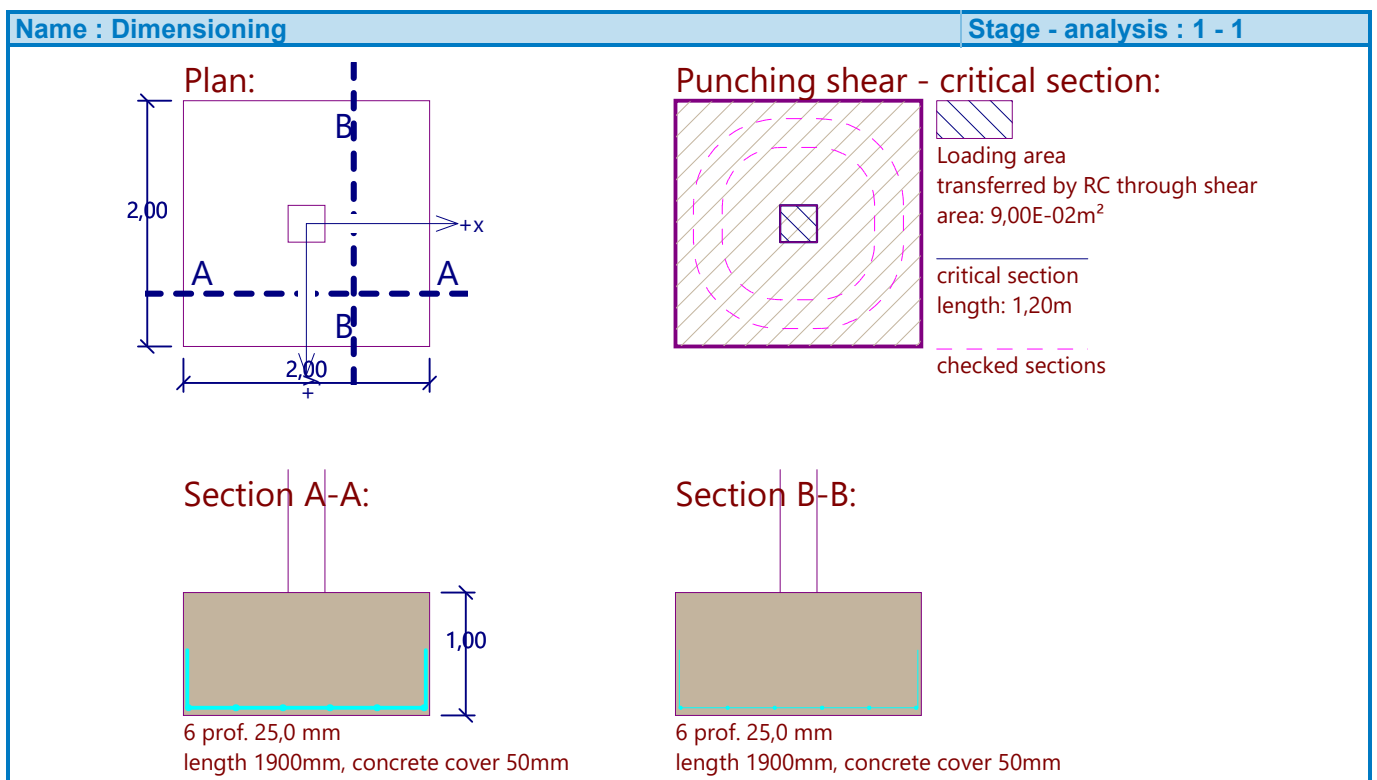 Name : Dimensioning
Stage - analysis : 1 - 1
Plan:
B
2,00
+x
A
A
B
2,00
+
Punching shear - critical section:
Loading area
transferred by RC through shear
area: 9,00E-02m²
critical section
length: 1,20m
checked sections
Section A-A:
1,00
6 prof. 25,0 mm
length 1900mm, concrete cover 50mm
Section B-B:
6 prof. 25,0 mm
length 1900mm, concrete cover 50mm